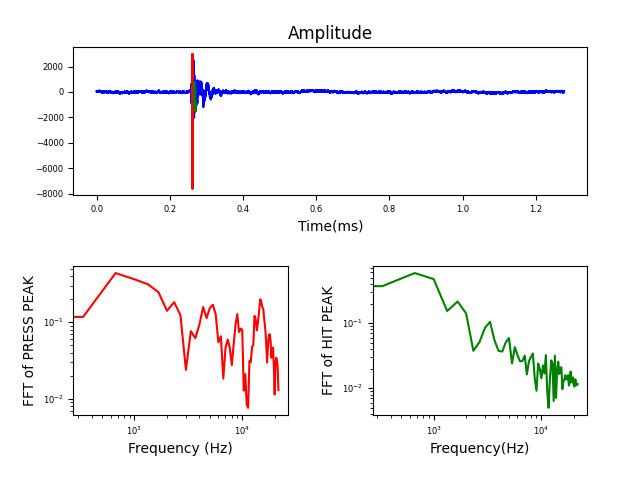 Amplitude
2000
0
−2000
−4000
−6000
−8000
0.0 0.2 0.4 0.6 0.8 1.0 1.2
Time(ms)
FFT of PRESS PEAK
10⁻¹
10⁻²
10³ 10⁴
Frequency (Hz)
FFT of HIT PEAK
10⁻¹
10⁻²
10³ 10⁴
Frequency(Hz)